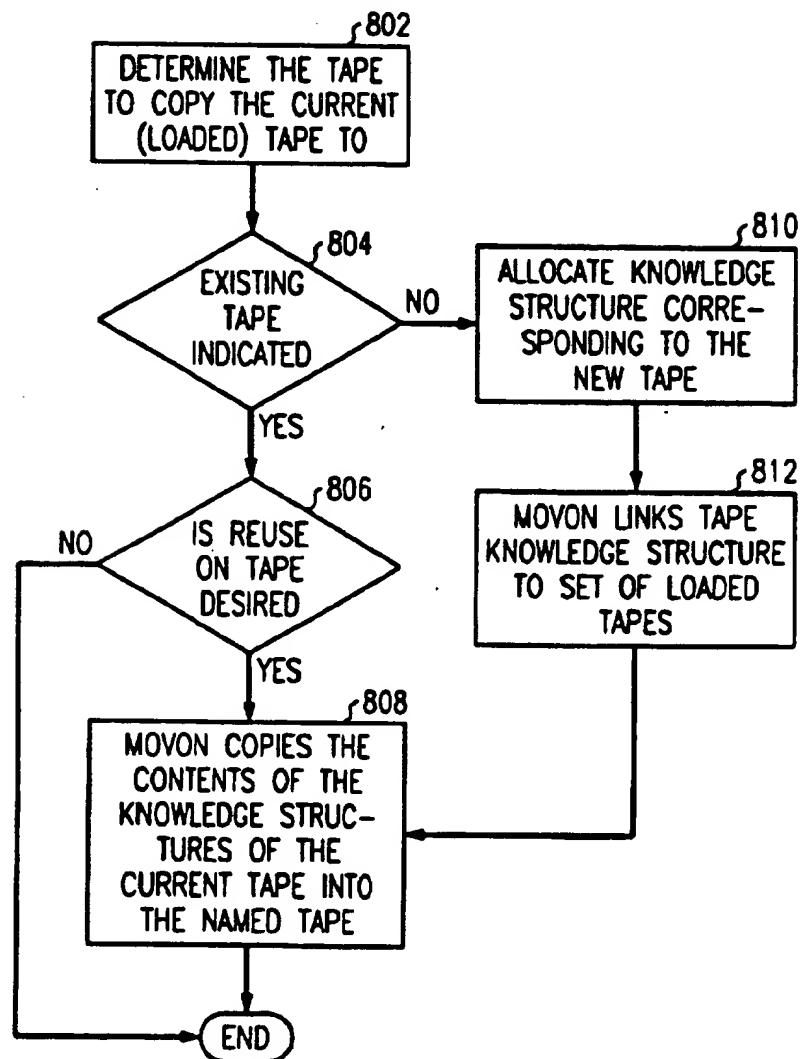 802
DETERMINE THE TAPE
TO COPY THE CURRENT
(LOADED) TAPE TO
804
EXISTING
TAPE
INDICATED
NO
YES
810
ALLOCATE KNOWLEDGE
STRUCTURE CORRE-
SPONDING TO THE
NEW TAPE
812
MOVON LINKS TAPE
KNOWLEDGE STRUCTURE
TO SET OF LOADED
TAPES
806
IS REUSE
ON TAPE
DESIRED
NO
YES
808
MOVON COPIES THE
CONTENTS OF THE
KNOWLEDGE STRUC-
TURES OF THE
CURRENT TAPE INTO
THE NAMED TAPE
END